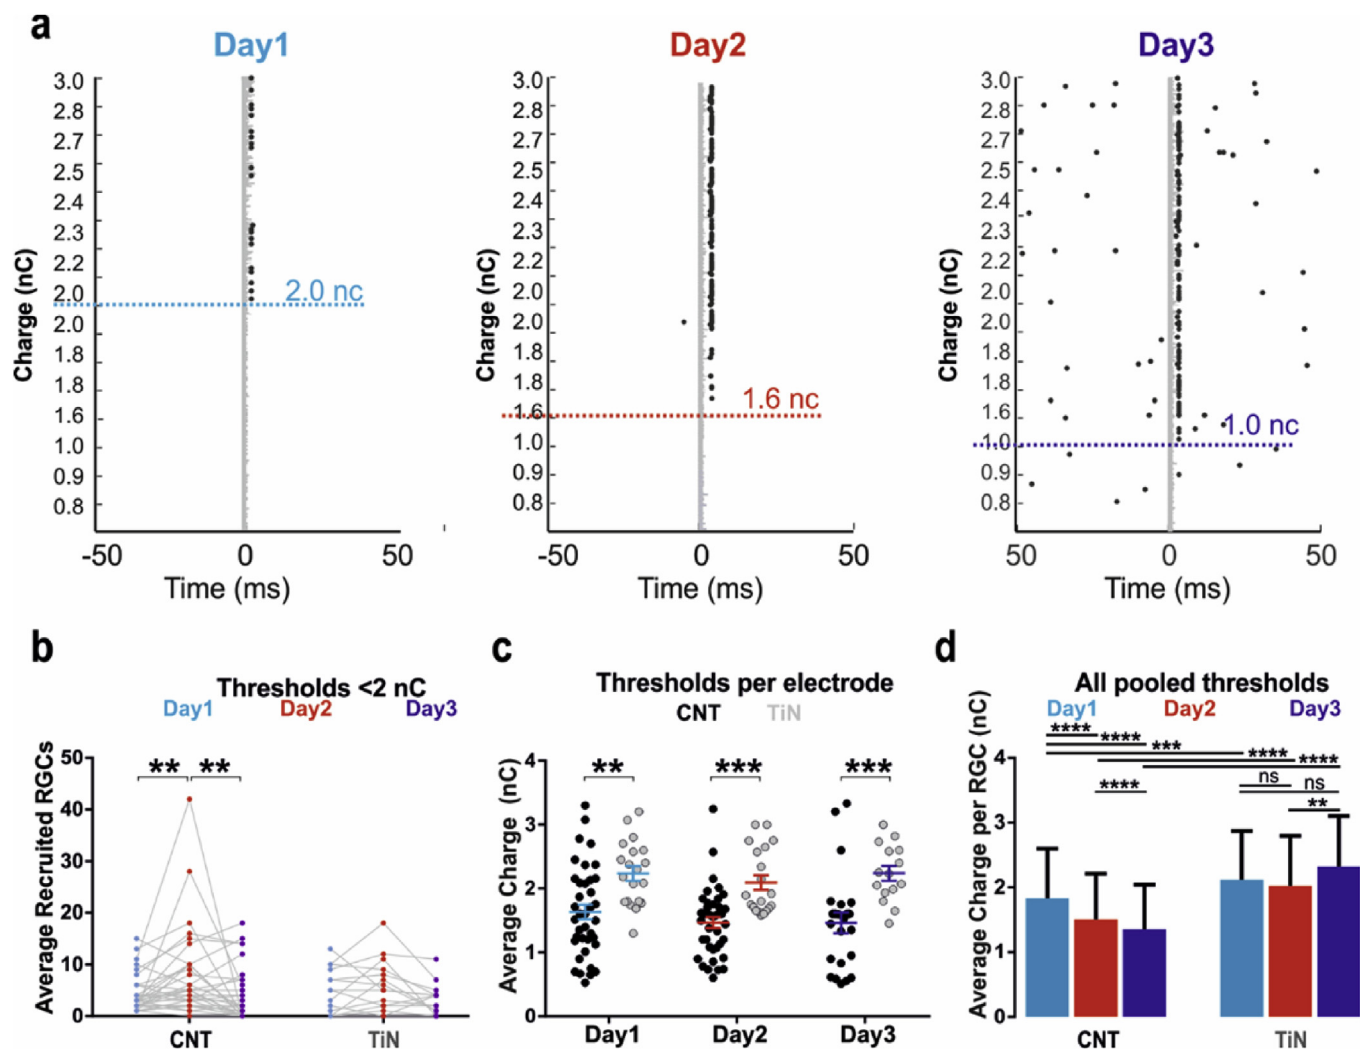 a
Day1
Day2
Day3
Charge (nC)
3.0
2.8
2.7
2.5
2.4
2.3
2.2
2.0
2.0
1.8
1.8
1.6
1.0
0.9
0.8
2.0 nc
-50 0 50
Time (ms)
Charge (nC)
3.0
2.8
2.7
2.5
2.4
2.3
2.2
2.0
2.0
1.8
1.8
1.6
1.0
0.9
0.8
1.6 nc
-50 0 50
Time (ms)
Charge (nC)
3.0
2.8
2.7
2.5
2.4
2.3
2.2
2.0
2.0
1.8
1.8
1.6
1.0
0.9
0.8
1.0 nc
50 0 50
Time (ms)
b
Thresholds <2 nC
Day1 Day2 Day3
Average Recruited RGCs
50
40
30
20
10
0
** **
CNT TiN
c
Thresholds per electrode
CNT TiN
Average Charge (nC)
4
3
2
1
0
** *** ***
Day1 Day2 Day3
d
All pooled thresholds
Day1 Day2 Day3
Average Charge per RGC (nC)
4
3
2
1
0
****
****
***
****
****
ns ns
****
**
CNT TiN